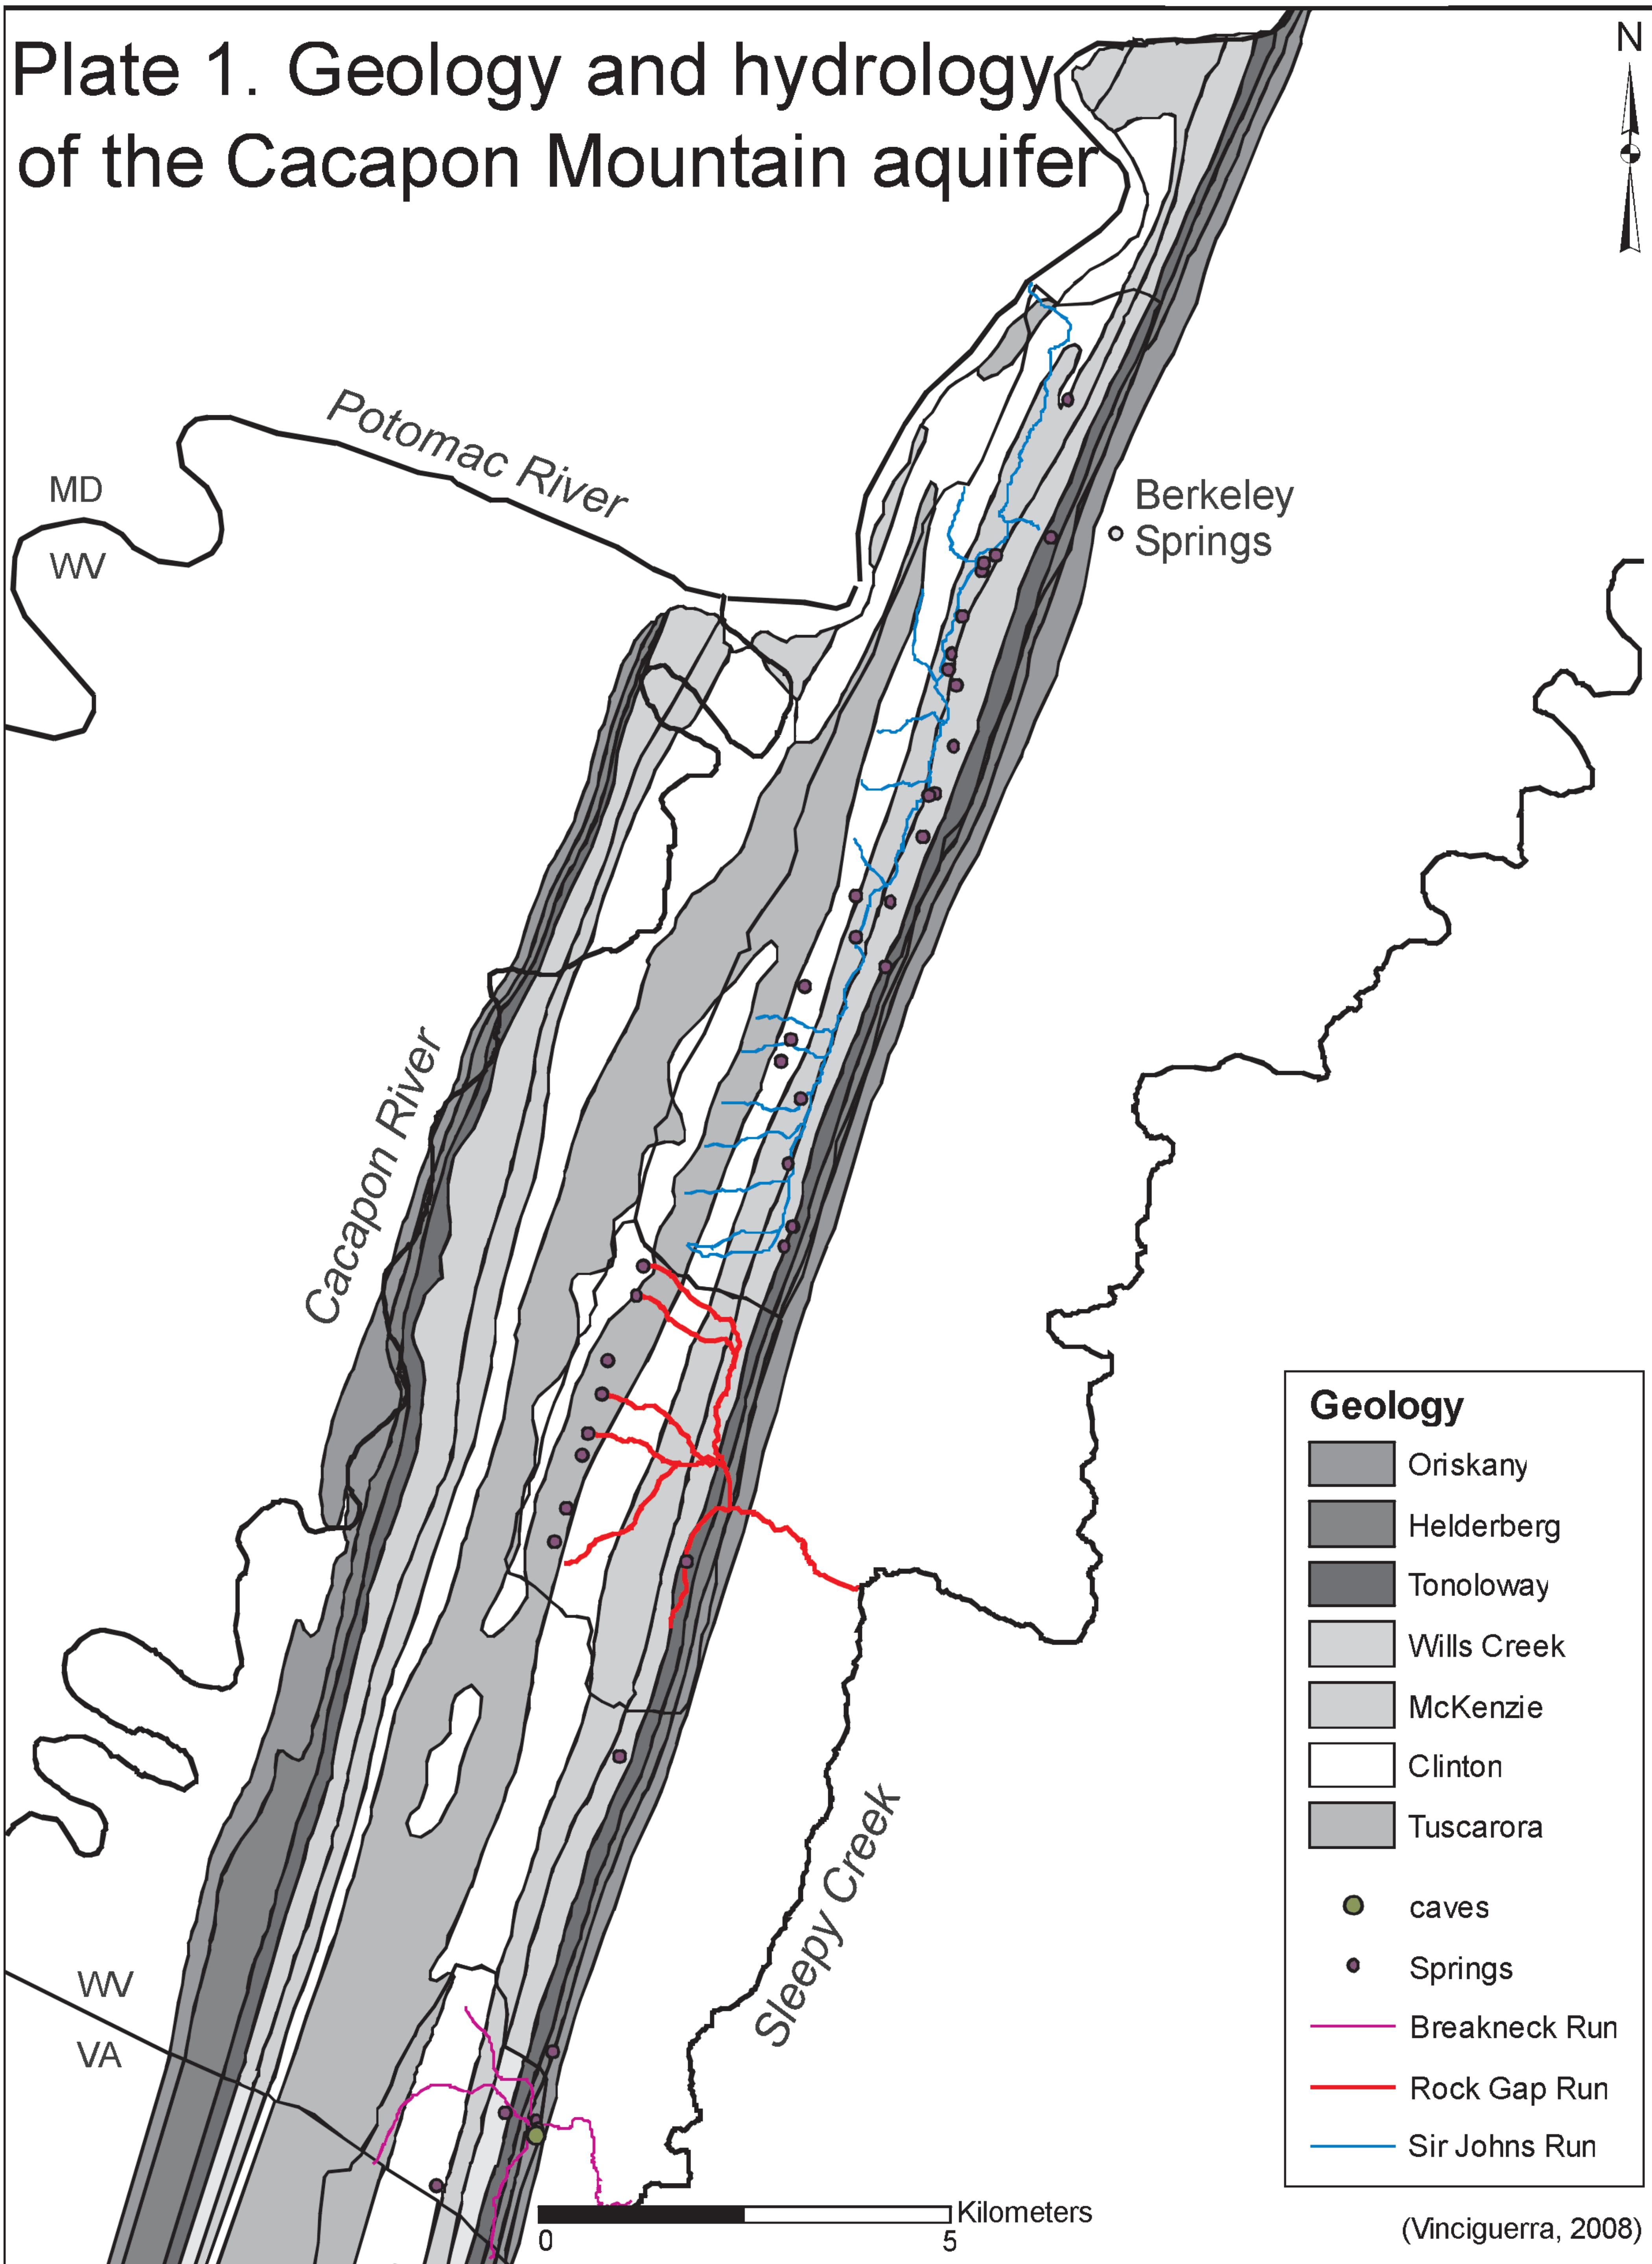 Plate 1. Geology and hydrology
of the Cacapon Mountain aquifer
N
Potomac River
MD
WV
Berkeley
Springs
Cacapon River
Sleepy Creek
WV
VA
Geology
Oriskany
Helderberg
Tonoloway
Wills Creek
McKenzie
Clinton
Tuscarora
caves
Springs
Breakneck Run
Rock Gap Run
Sir Johns Run
Kilometers
0 5
(Vinciguerra, 2008)